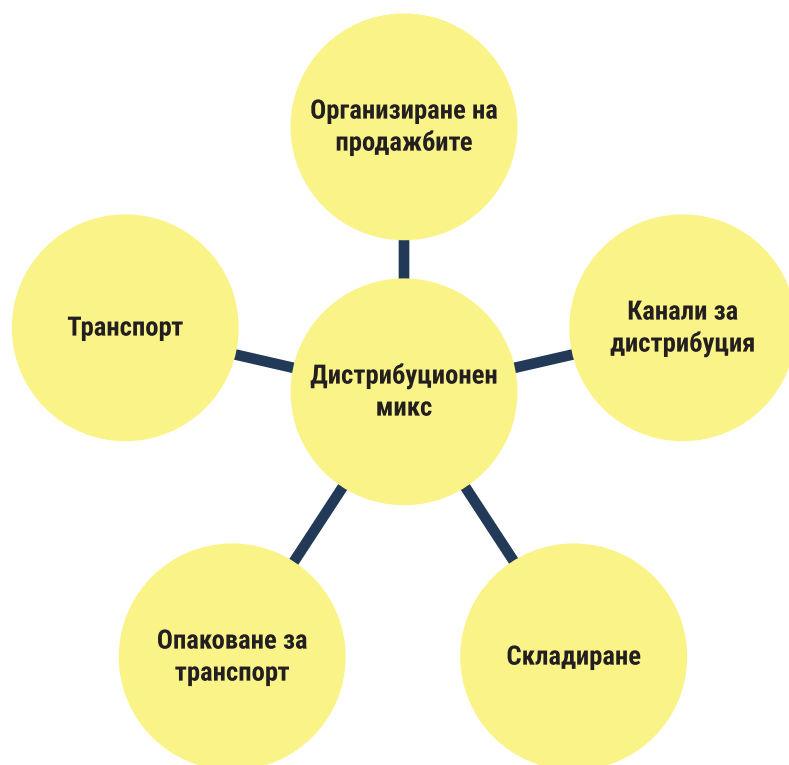 Организиране на
продажбите
Транспорт
Канали за
дистрибуция
Дистрибуционен
микс
Опаковане за
транспорт
Складиране